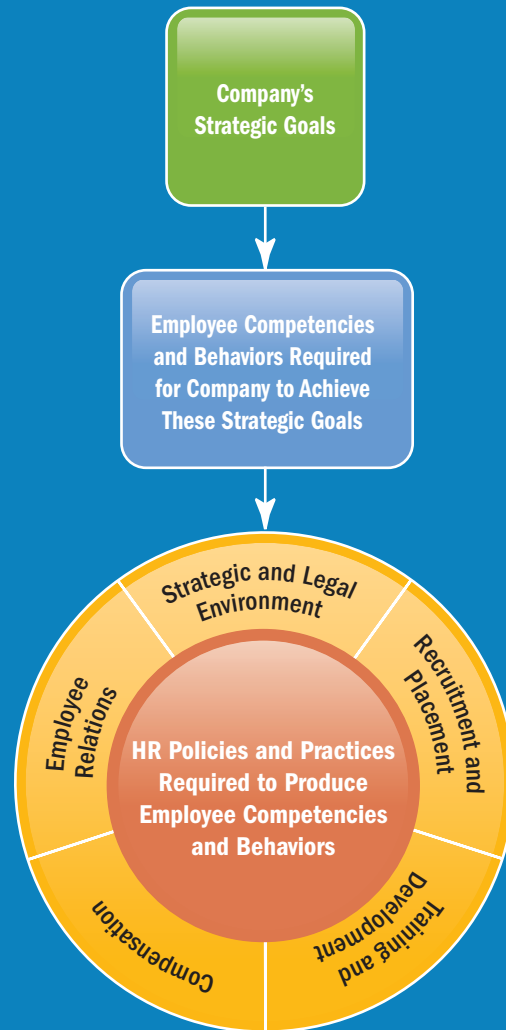 Company's
Strategic Goals
Employee Competencies
and Behaviors Required
for Company to Achieve
These Strategic Goals
Strategic and Legal
Environment
Recruitment and
Placement
Training and
Development
Compensation
Employee
Relations
HR Policies and Practices
Required to Produce
Employee Competencies
and Behaviors